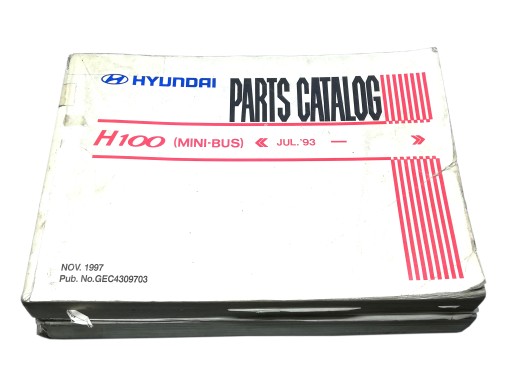 HYUNDAI PARTS CATALOG
H100 (MINI-BUS) « JUL.'93 — »
NOV. 1997
Pub. No.GEC4309703